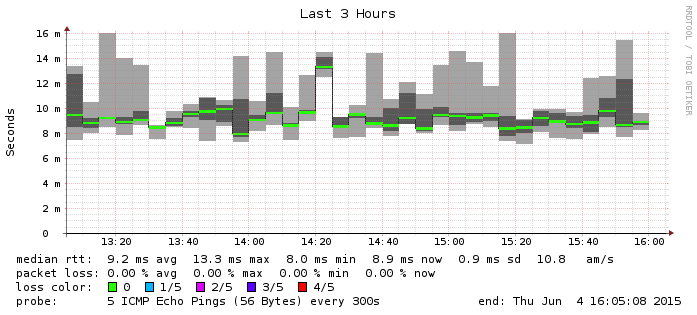 Last 3 Hours
RRDTOOL / TOBI OETIKER
Seconds
16 m
14 m
12 m
10 m
8 m
6 m
4 m
2 m
0
13:20 13:40 14:00 14:20 14:40 15:00 15:20 15:40 16:00
median rtt: 9.2 ms avg 13.3 ms max 8.0 ms min 8.9 ms now 0.9 ms sd 10.8 am/s
packet loss: 0.00 % avg 0.00 % max 0.00 % min 0.00 % now
loss color: 0 1/5 2/5 3/5 4/5
probe: 5 ICMP Echo Pings (56 Bytes) every 300s end: Thu Jun 4 16:05:08 2015